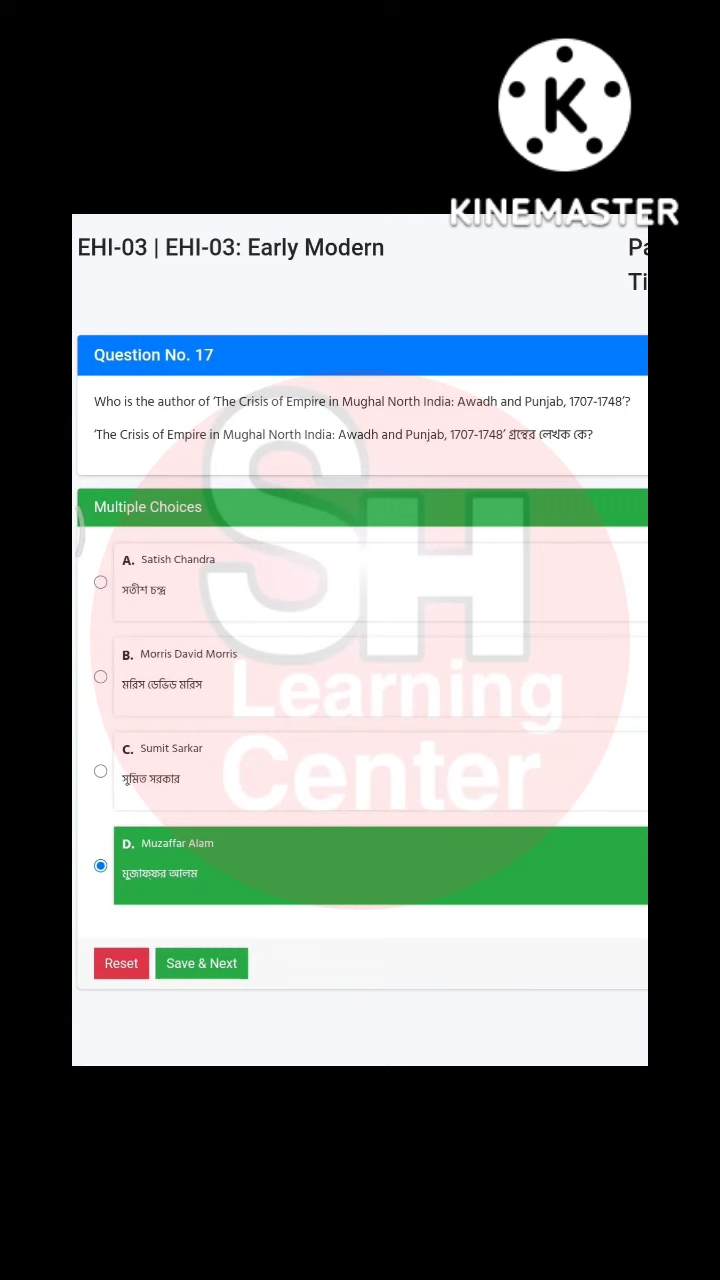 K
KINEMASTER
EHI-03 | EHI-03: Early Modern
Question No. 17
Who is the author of ‘The Crisis of Empire in Mughal North India: Awadh and Punjab, 1707-1748’?
‘The Crisis of Empire in Mughal North India: Awadh and Punjab, 1707-1748’ গ্রন্থের লেখক কে?
Multiple Choices
A. Satish Chandra
সতীশ চন্দ্র
B. Morris David Morris
মরিস ডেভিড মরিস
C. Sumit Sarkar
সুমিত সরকার
D. Muzaffar Alam
মুজাফ্ফর আলম
SH
Learning
Center
Reset Save & Next